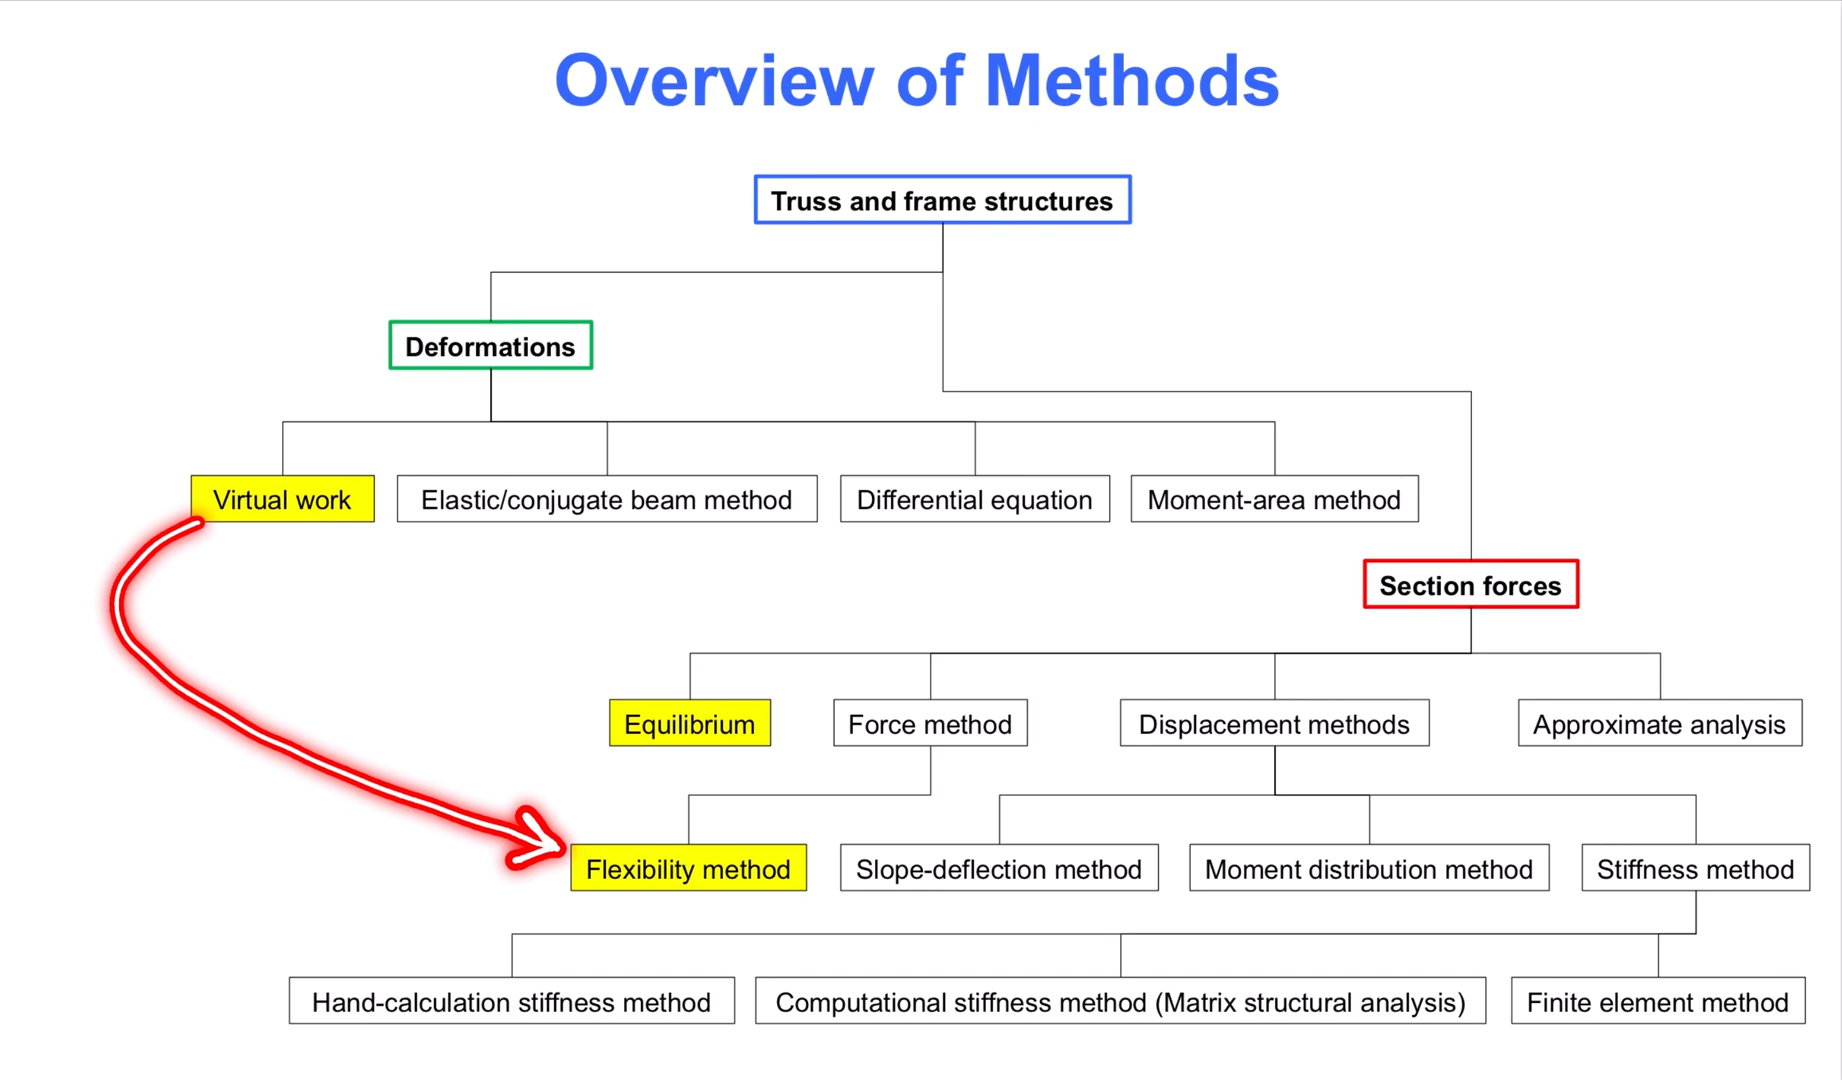 Overview of Methods
Truss and frame structures
Deformations
Virtual work
Elastic/conjugate beam method
Differential equation
Moment-area method
Section forces
Equilibrium
Force method
Displacement methods
Approximate analysis
Flexibility method
Slope-deflection method
Moment distribution method
Stiffness method
Hand-calculation stiffness method
Computational stiffness method (Matrix structural analysis)
Finite element method